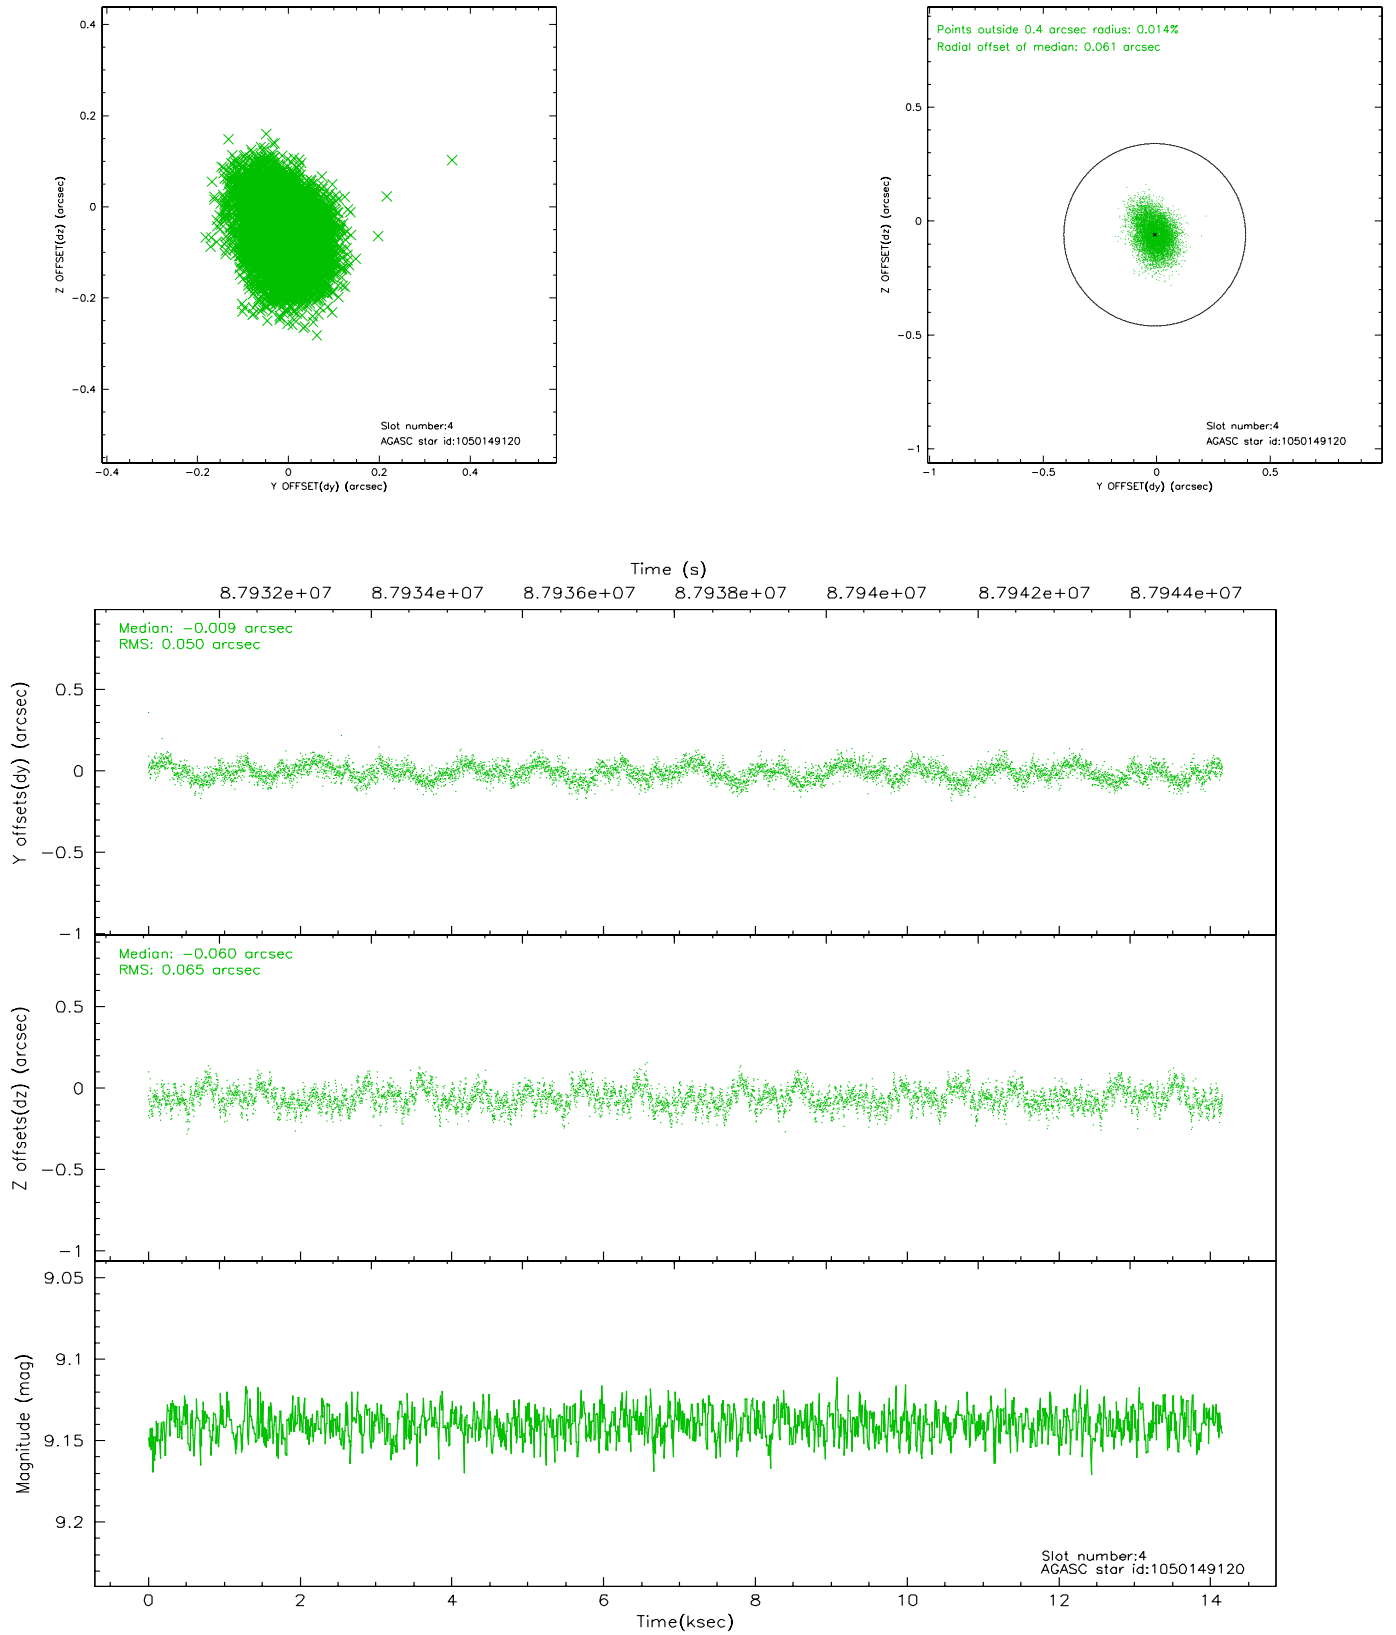 0.4
0.2
0
−0.2
−0.4
Z OFFSET(dz) (arcsec)
Slot number:4
AGASC star id:1050149120
−0.4 −0.2 0 0.2 0.4
Y OFFSET(dy) (arcsec)
Points outside 0.4 arcsec radius: 0.014%
Radial offset of median: 0.061 arcsec
0.5
0
−0.5
−1
Z OFFSET(dz) (arcsec)
Slot number:4
AGASC star id:1050149120
−1 −0.5 0 0.5
Y OFFSET(dy) (arcsec)
Time (s)
8.7932e+07 8.7934e+07 8.7936e+07 8.7938e+07 8.794e+07 8.7942e+07 8.7944e+07
Median: −0.009 arcsec
RMS: 0.050 arcsec
0.5
0
−0.5
−1
Y offsets(dy) (arcsec)
Median: −0.060 arcsec
RMS: 0.065 arcsec
0.5
0
−0.5
−1
Z offsets(dz) (arcsec)
9.05
9.1
9.15
9.2
Magnitude (mag)
Slot number:4
AGASC star id:1050149120
0 2 4 6 8 10 12 14
Time(ksec)